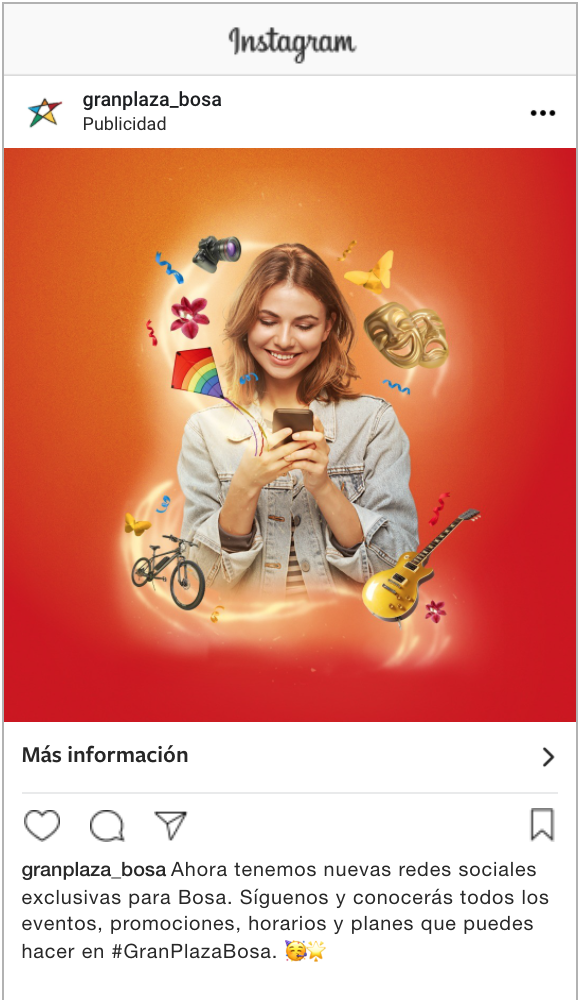 Instagram
granplaza_bosa
Publicidad
Más información
granplaza_bosa Ahora tenemos nuevas redes sociales
exclusivas para Bosa. Síguenos y conocerás todos los
eventos, promociones, horarios y planes que puedes
hacer en #GranPlazaBosa. 🥳🌟